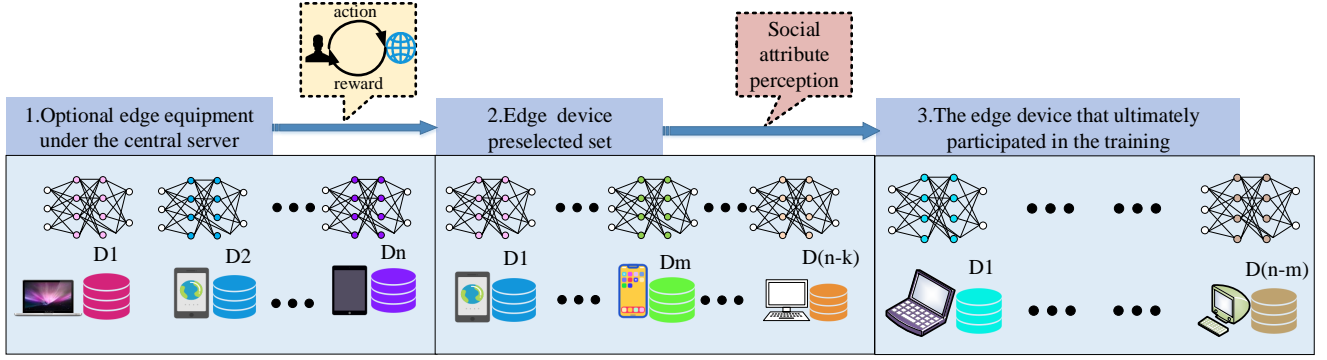 action
reward
Social
attribute
perception
1.Optional edge equipment
under the central server
2.Edge device
preselected set
3.The edge device that ultimately
participated in the training
D1
D2
Dn
D1
Dm
D(n-k)
D1
D(n-m)